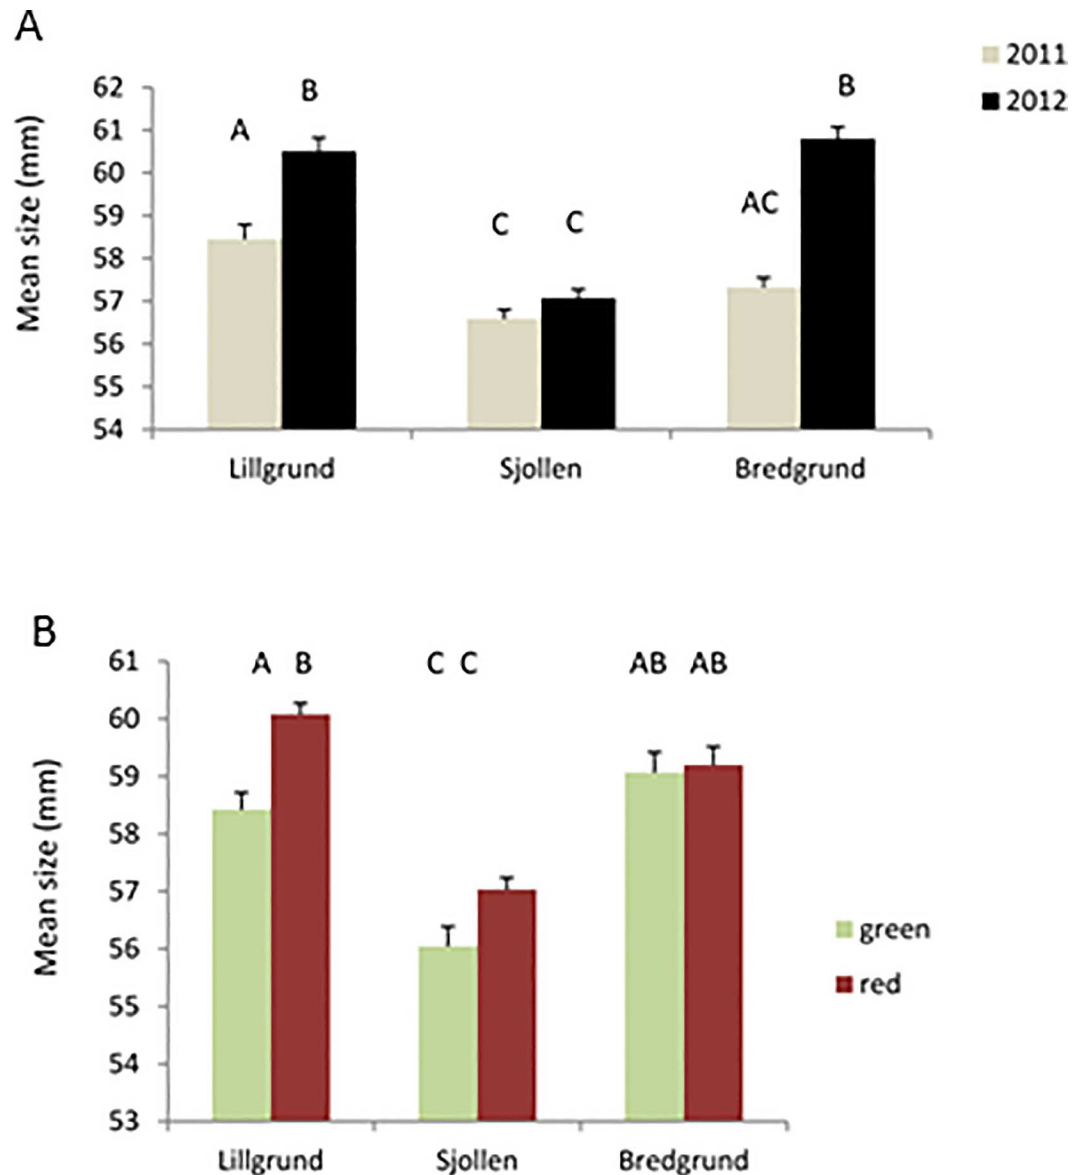 A
2011
2012
62
61
60
59
58
57
56
55
54
Mean size (mm)
A
B
C
C
AC
B
Lillgrund
Sjollen
Bredgrund
B
61
60
59
58
57
56
55
54
53
Mean size (mm)
A B
C C
AB AB
green
red
Lillgrund
Sjollen
Bredgrund